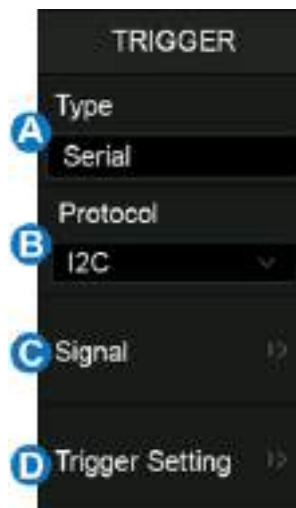 TRIGGER
Type
A
Serial
Protocol
B
I2C
C Signal
D Trigger Setting